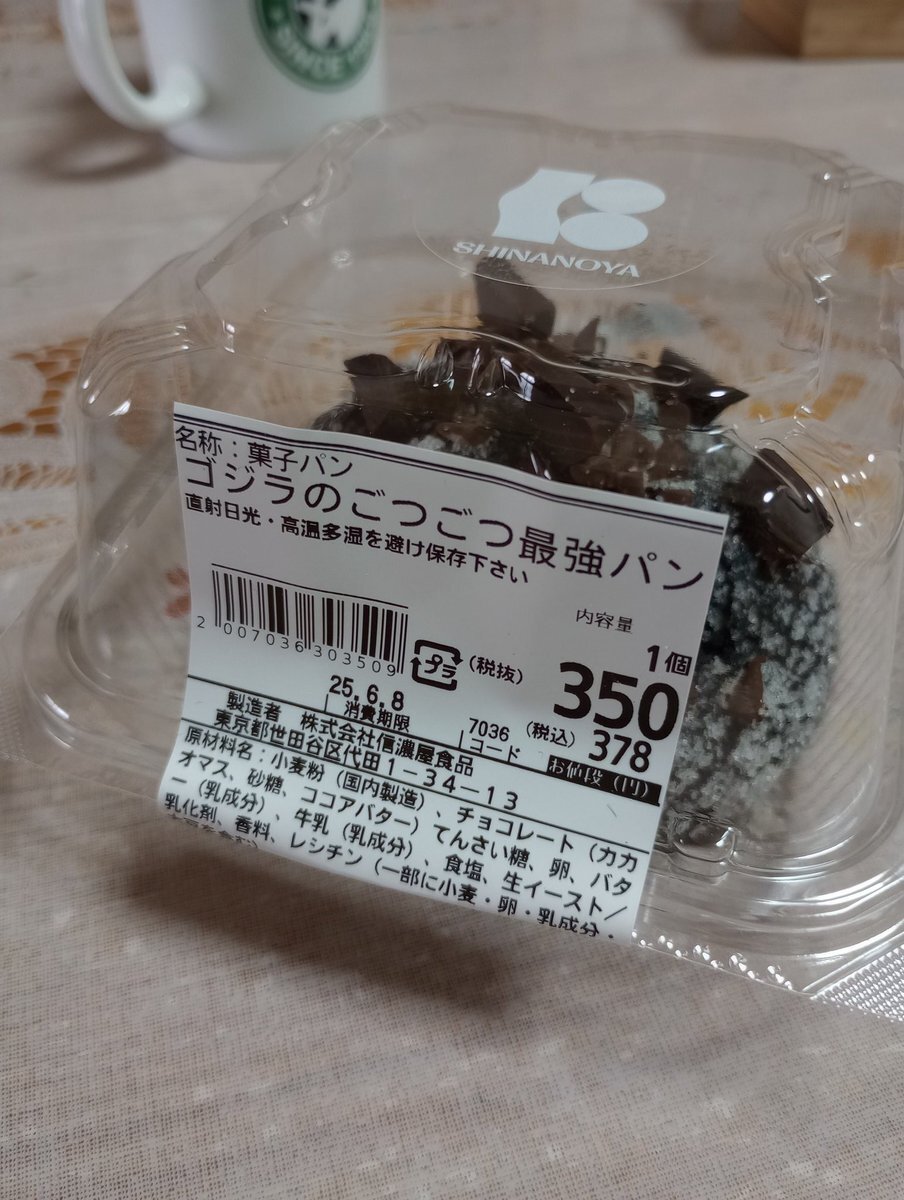 SINCE
SHINANOYA
名称：菓子パン
ゴジラのごつごつ最強パン
直射日光・高温多湿を避け保存下さい
内容量
1個
2 007036 303509
プラ
(税抜)
350
25.6.8
消費期限
7036
コード
(税込)
378
お値段(円)
製造者 株式会社信濃屋食品
東京都世田谷区代田1-34-13
原材料名：小麦粉（国内製造）、チョコレート（カカ
オマス、砂糖、ココアバター）てんさい糖、卵、バタ
ー（乳成分）、牛乳（乳成分）、食塩、生イースト／
乳化剤、香料、レシチン（一部に小麦・卵・乳成分・